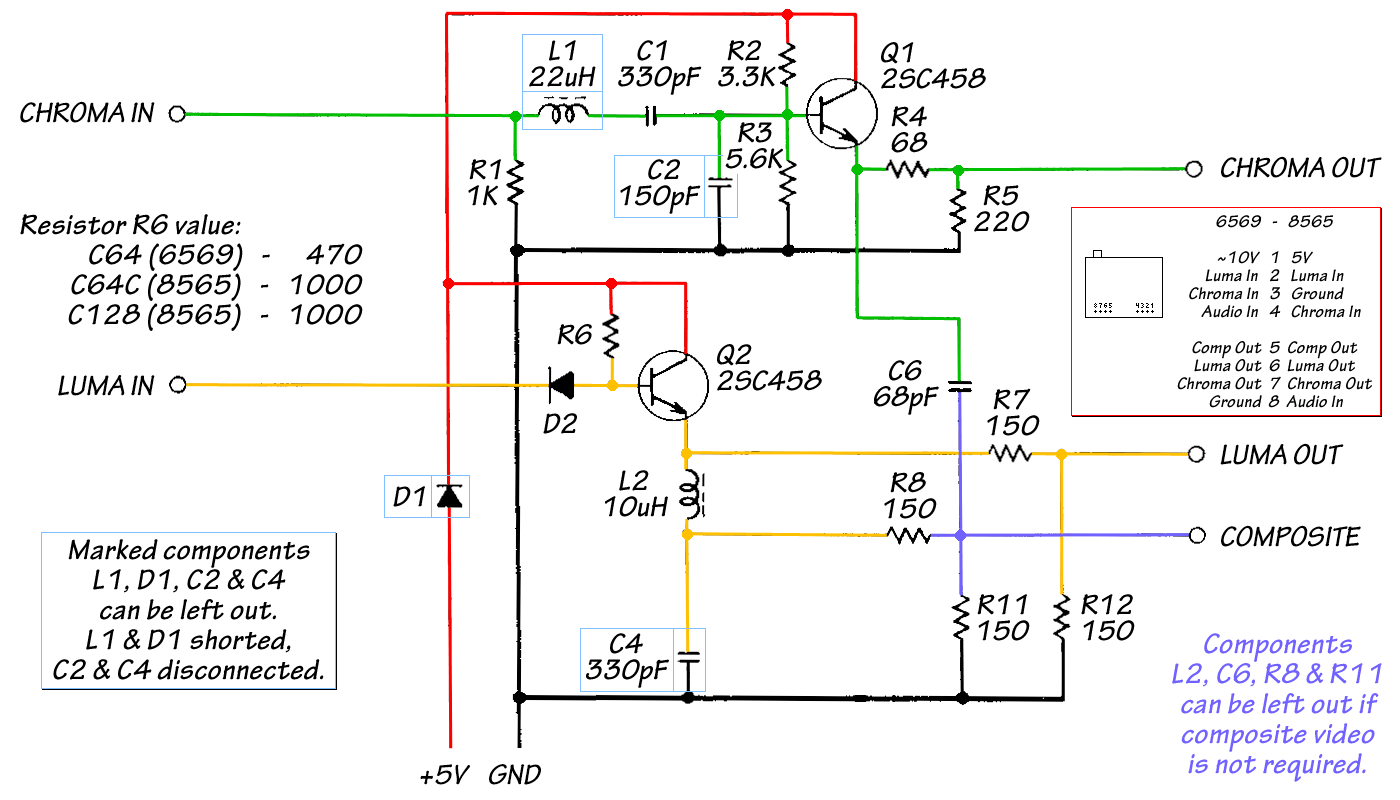 L1
22uH
C1
330pF
R2
3.3K
Q1
2SC458
CHROMA IN
R4
68
R3
5.6K
R1
1K
C2
150pF
CHROMA OUT
R5
220
Resistor R6 value:
C64 (6569) - 470
C64C (8565) - 1000
C128 (8565) - 1000
6569 - 8565
~10V 1 5V
Luma In 2 Luma In
Chroma In 3 Ground
Audio In 4 Chroma In
Comp Out 5 Comp Out
Luma Out 6 Luma Out
Chroma Out 7 Chroma Out
Ground 8 Audio In
8765 4321
R6
Q2
2SC458
LUMA IN
D2
C6
68pF
R7
150
LUMA OUT
L2
10uH
R8
150
D1
COMPOSITE
Marked components
L1, D1, C2 & C4
can be left out.
L1 & D1 shorted,
C2 & C4 disconnected.
R11
150
R12
150
C4
330pF
Components
L2, C6, R8 & R11
can be left out if
composite video
is not required.
+5V GND